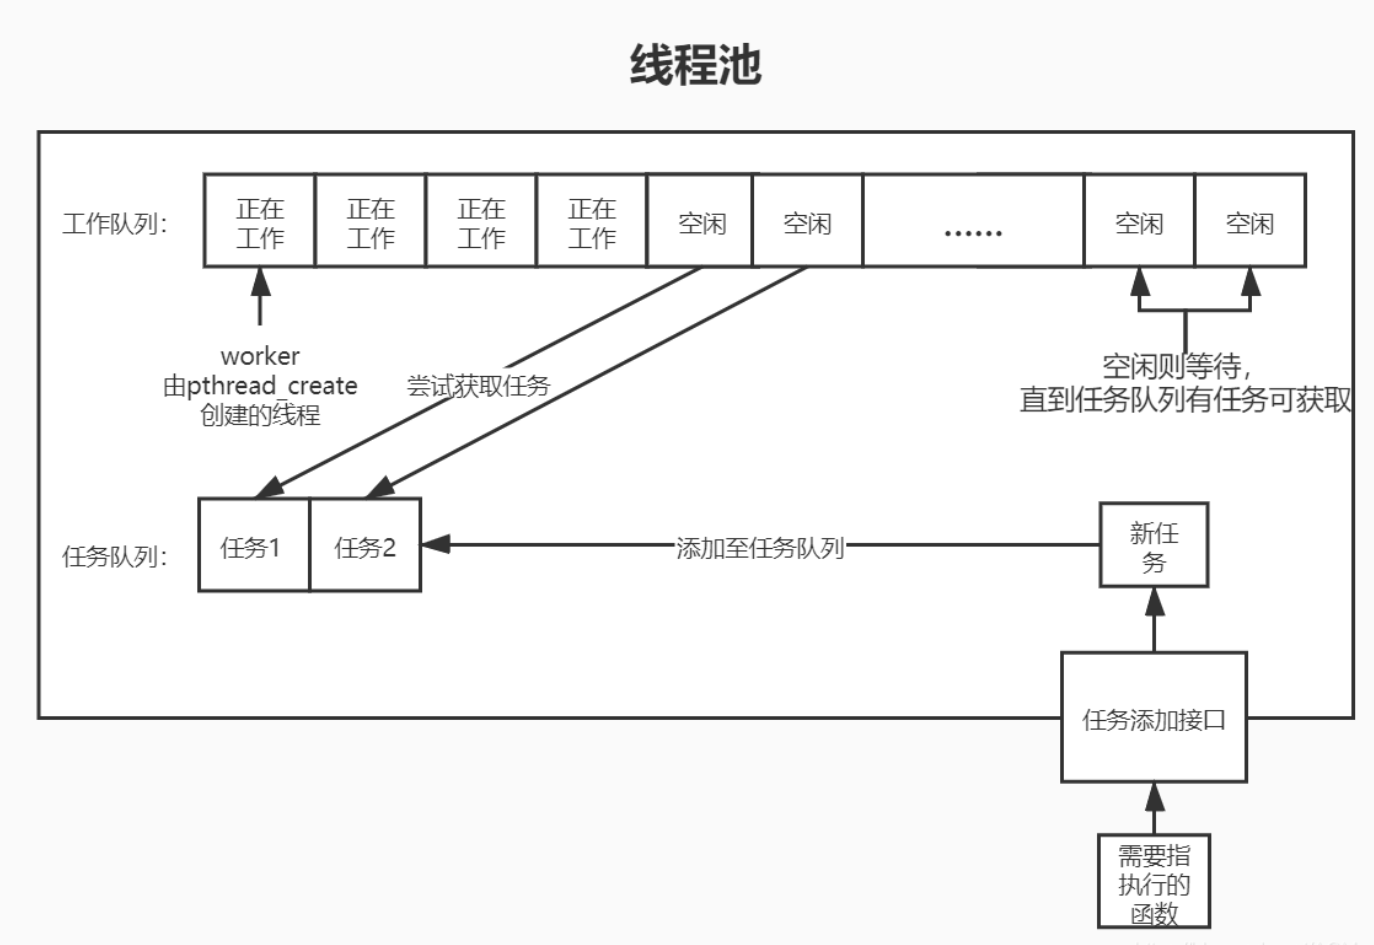 线程池
工作队列：
正在
工作
正在
工作
正在
工作
正在
工作
空闲
空闲
……
空闲
空闲
worker
由pthread_create
创建的线程
尝试获取任务
空闲则等待，
直到任务队列有任务可获取
任务队列：
任务1
任务2
添加至任务队列
新任
务
任务添加接口
需要指
执行的
函数